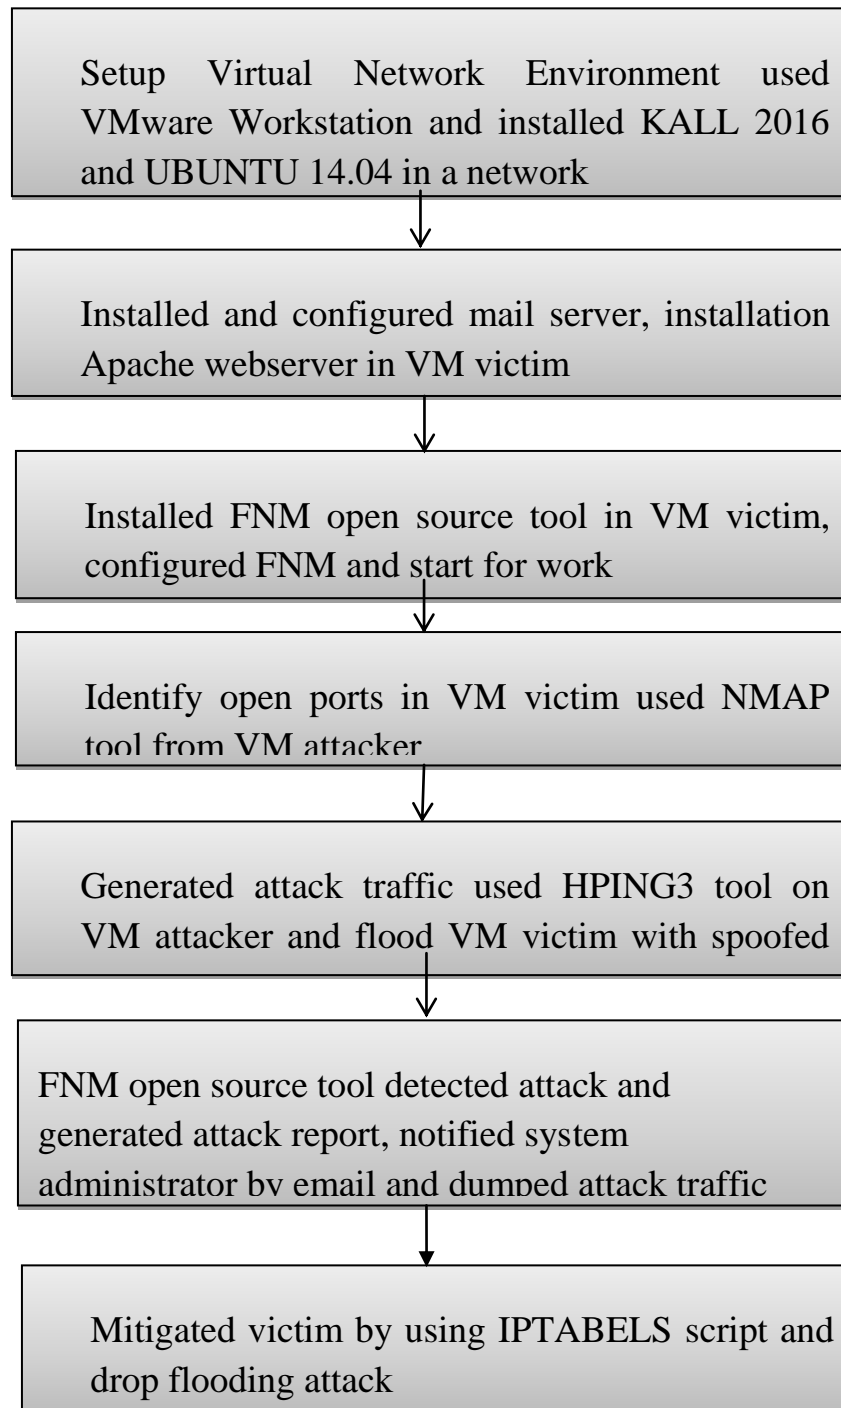 Setup Virtual Network Environment used
VMware Workstation and installed KALL 2016
and UBUNTU 14.04 in a network
Installed and configured mail server, installation
Apache webserver in VM victim
Installed FNM open source tool in VM victim,
configured FNM and start for work
Identify open ports in VM victim used NMAP
tool from VM attacker
Generated attack traffic used HPING3 tool on
VM attacker and flood VM victim with spoofed
FNM open source tool detected attack and
generated attack report, notified system
administrator by email and dumped attack traffic
Mitigated victim by using IPTABELS script and
drop flooding attack